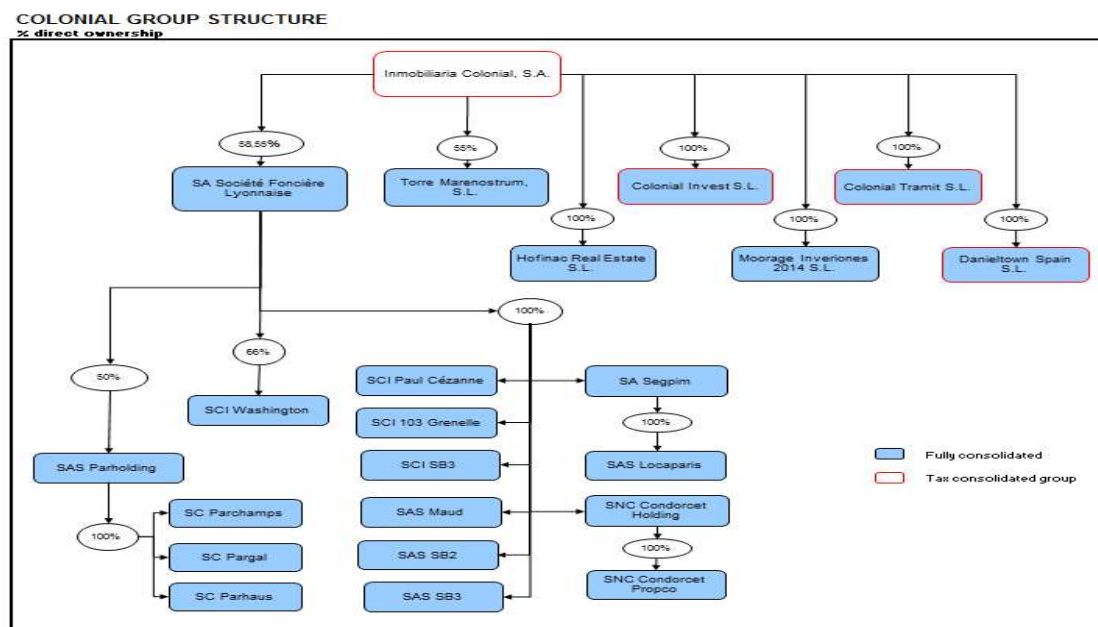 COLONIAL GROUP STRUCTURE
% direct ownership
Inmobiliaria Colonial, S.A.
58,55%
55%
100%
100%
SA Société Foncière
Lyonnaise
Torre Marenostrum,
S.L.
Colonial Invest S.L.
Colonial Tramit S.L.
100%
100%
100%
Hofinac Real Estate
S.L.
Moorage Inveriones
2014 S.L.
Danieltown Spain
S.L.
100%
66%
50%
SCI Paul Cézanne
SA Segpim
SCI Washington
SCI 103 Grenelle
100%
SAS Parholding
SCI SB3
SAS Locaparis
Fully consolidated
Tax consolidated group
SC Parchamps
SAS Maud
SNC Condorcet
Holding
100%
SC Pargal
SAS SB2
100%
SC Parhaus
SAS SB3
SNC Condorcet
Propco